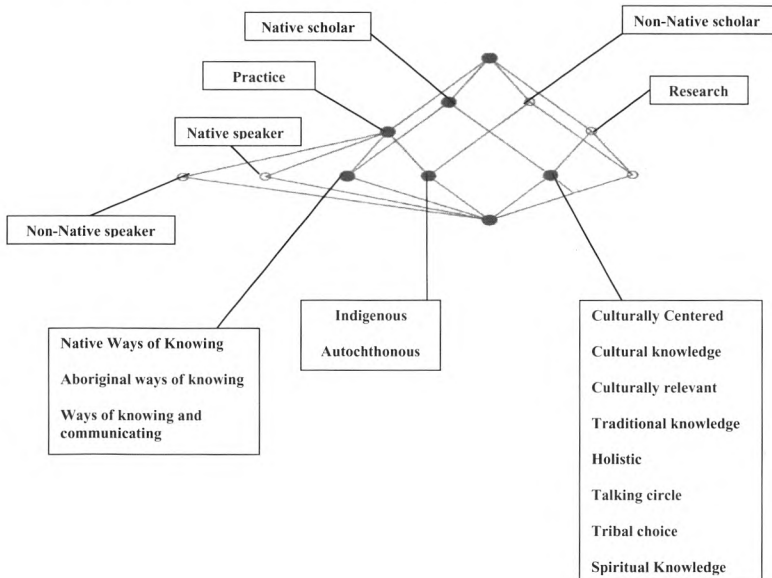 Native scholar
Non-Native scholar
Practice
Research
Native speaker
Non-Native speaker
Native Ways of Knowing
Aboriginal ways of knowing
Ways of knowing and
communicating
Indigenous
Autochthonous
Culturally Centered
Cultural knowledge
Culturally relevant
Traditional knowledge
Holistic
Talking circle
Tribal choice
Spiritual Knowledge